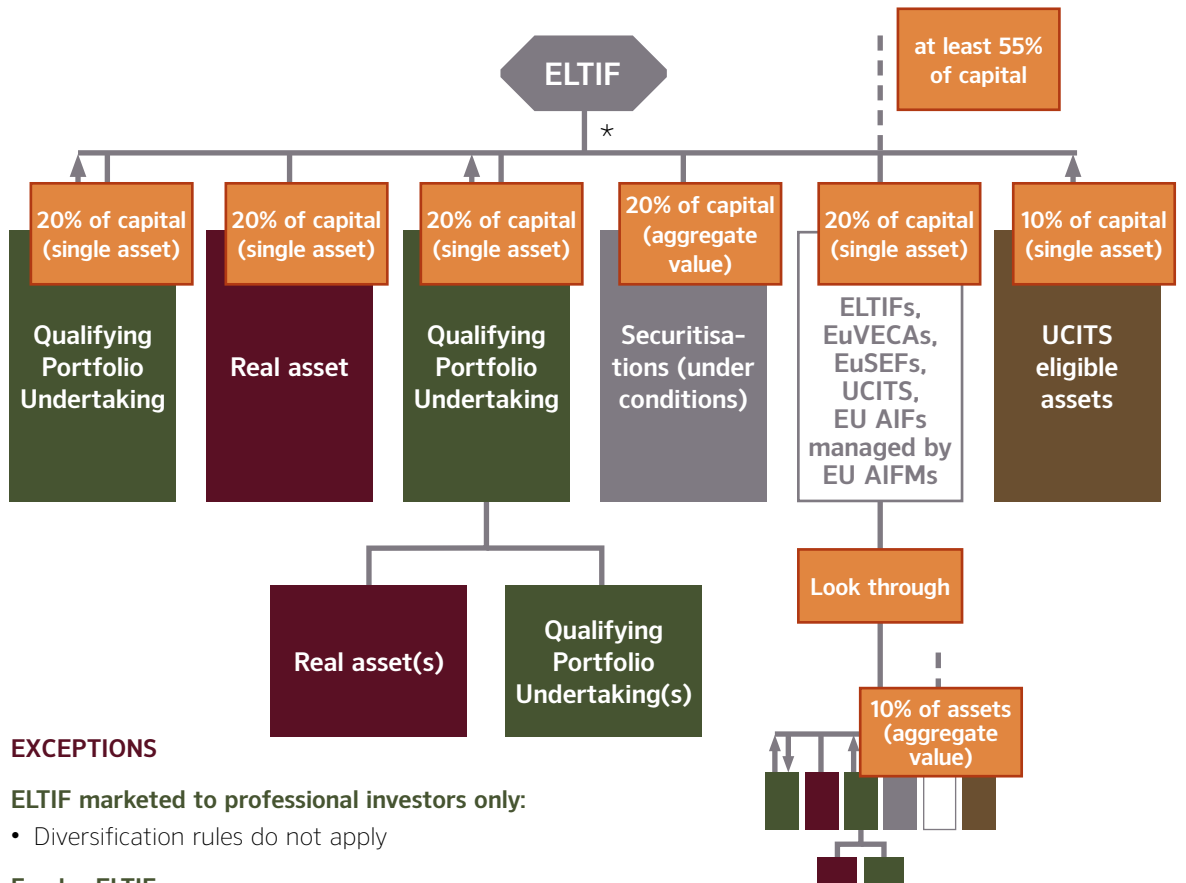 at least 55%
of capital
ELTIF
*
20% of capital
(single asset)
20% of capital
(single asset)
20% of capital
(single asset)
20% of capital
(aggregate
value)
20% of capital
(single asset)
10% of capital
(single asset)
Qualifying
Portfolio
Undertaking
Real asset
Qualifying
Portfolio
Undertaking
Securitisa-
tions (under
conditions)
ELTIFs,
EuVECAs,
EuSEFs,
UCITS,
EU AIFs
managed by
EU AIFMs
UCITS
eligible
assets
Look through
Real asset(s)
Qualifying
Portfolio
Undertaking(s)
10% of assets
(aggregate
value)
EXCEPTIONS
ELTIF marketed to professional investors only:
• Diversification rules do not apply